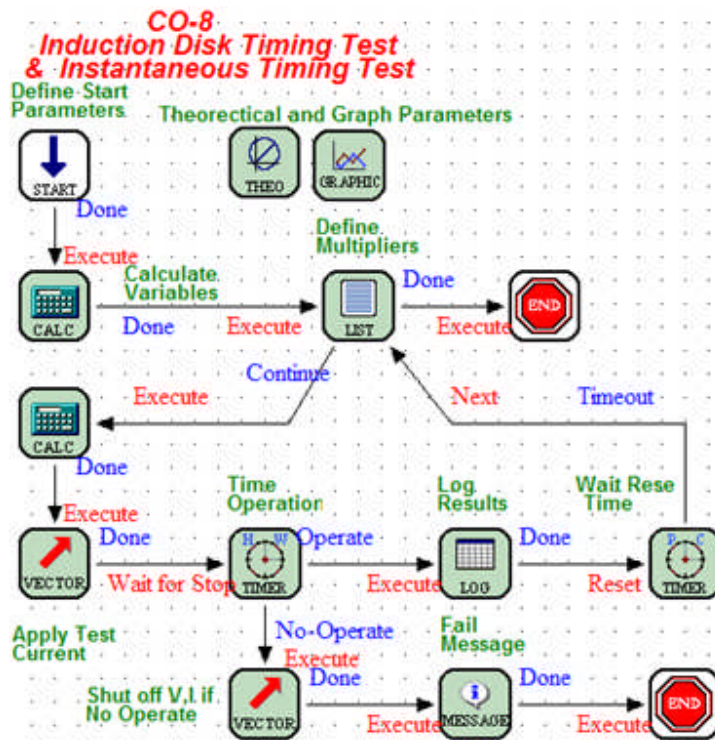 CO-8
Induction Disk Timing Test
& Instantaneous Timing Test
Define Start
Parameters
Theorectical and Graph Parameters
START
THEO
GRAPHIC
Done
Execute
Define
Multipliers
Calculate
Variables
CALC
Done
Execute
LIST
Done
Execute
END
Continue
Execute
Next
Timeout
CALC
Done
Execute
Time
Operation
Log
Results
Wait Rese
Time
VECTOR
Done
Wait for Stop
H W
TIMER
Operate
Execute
LOG
Done
Reset
P C
TIMER
Apply Test
Current
No-Operate
Execute
Fail
Message
Shut off V,I if
No Operate
VECTOR
Done
Execute
MESSAGE
Done
Execute
END